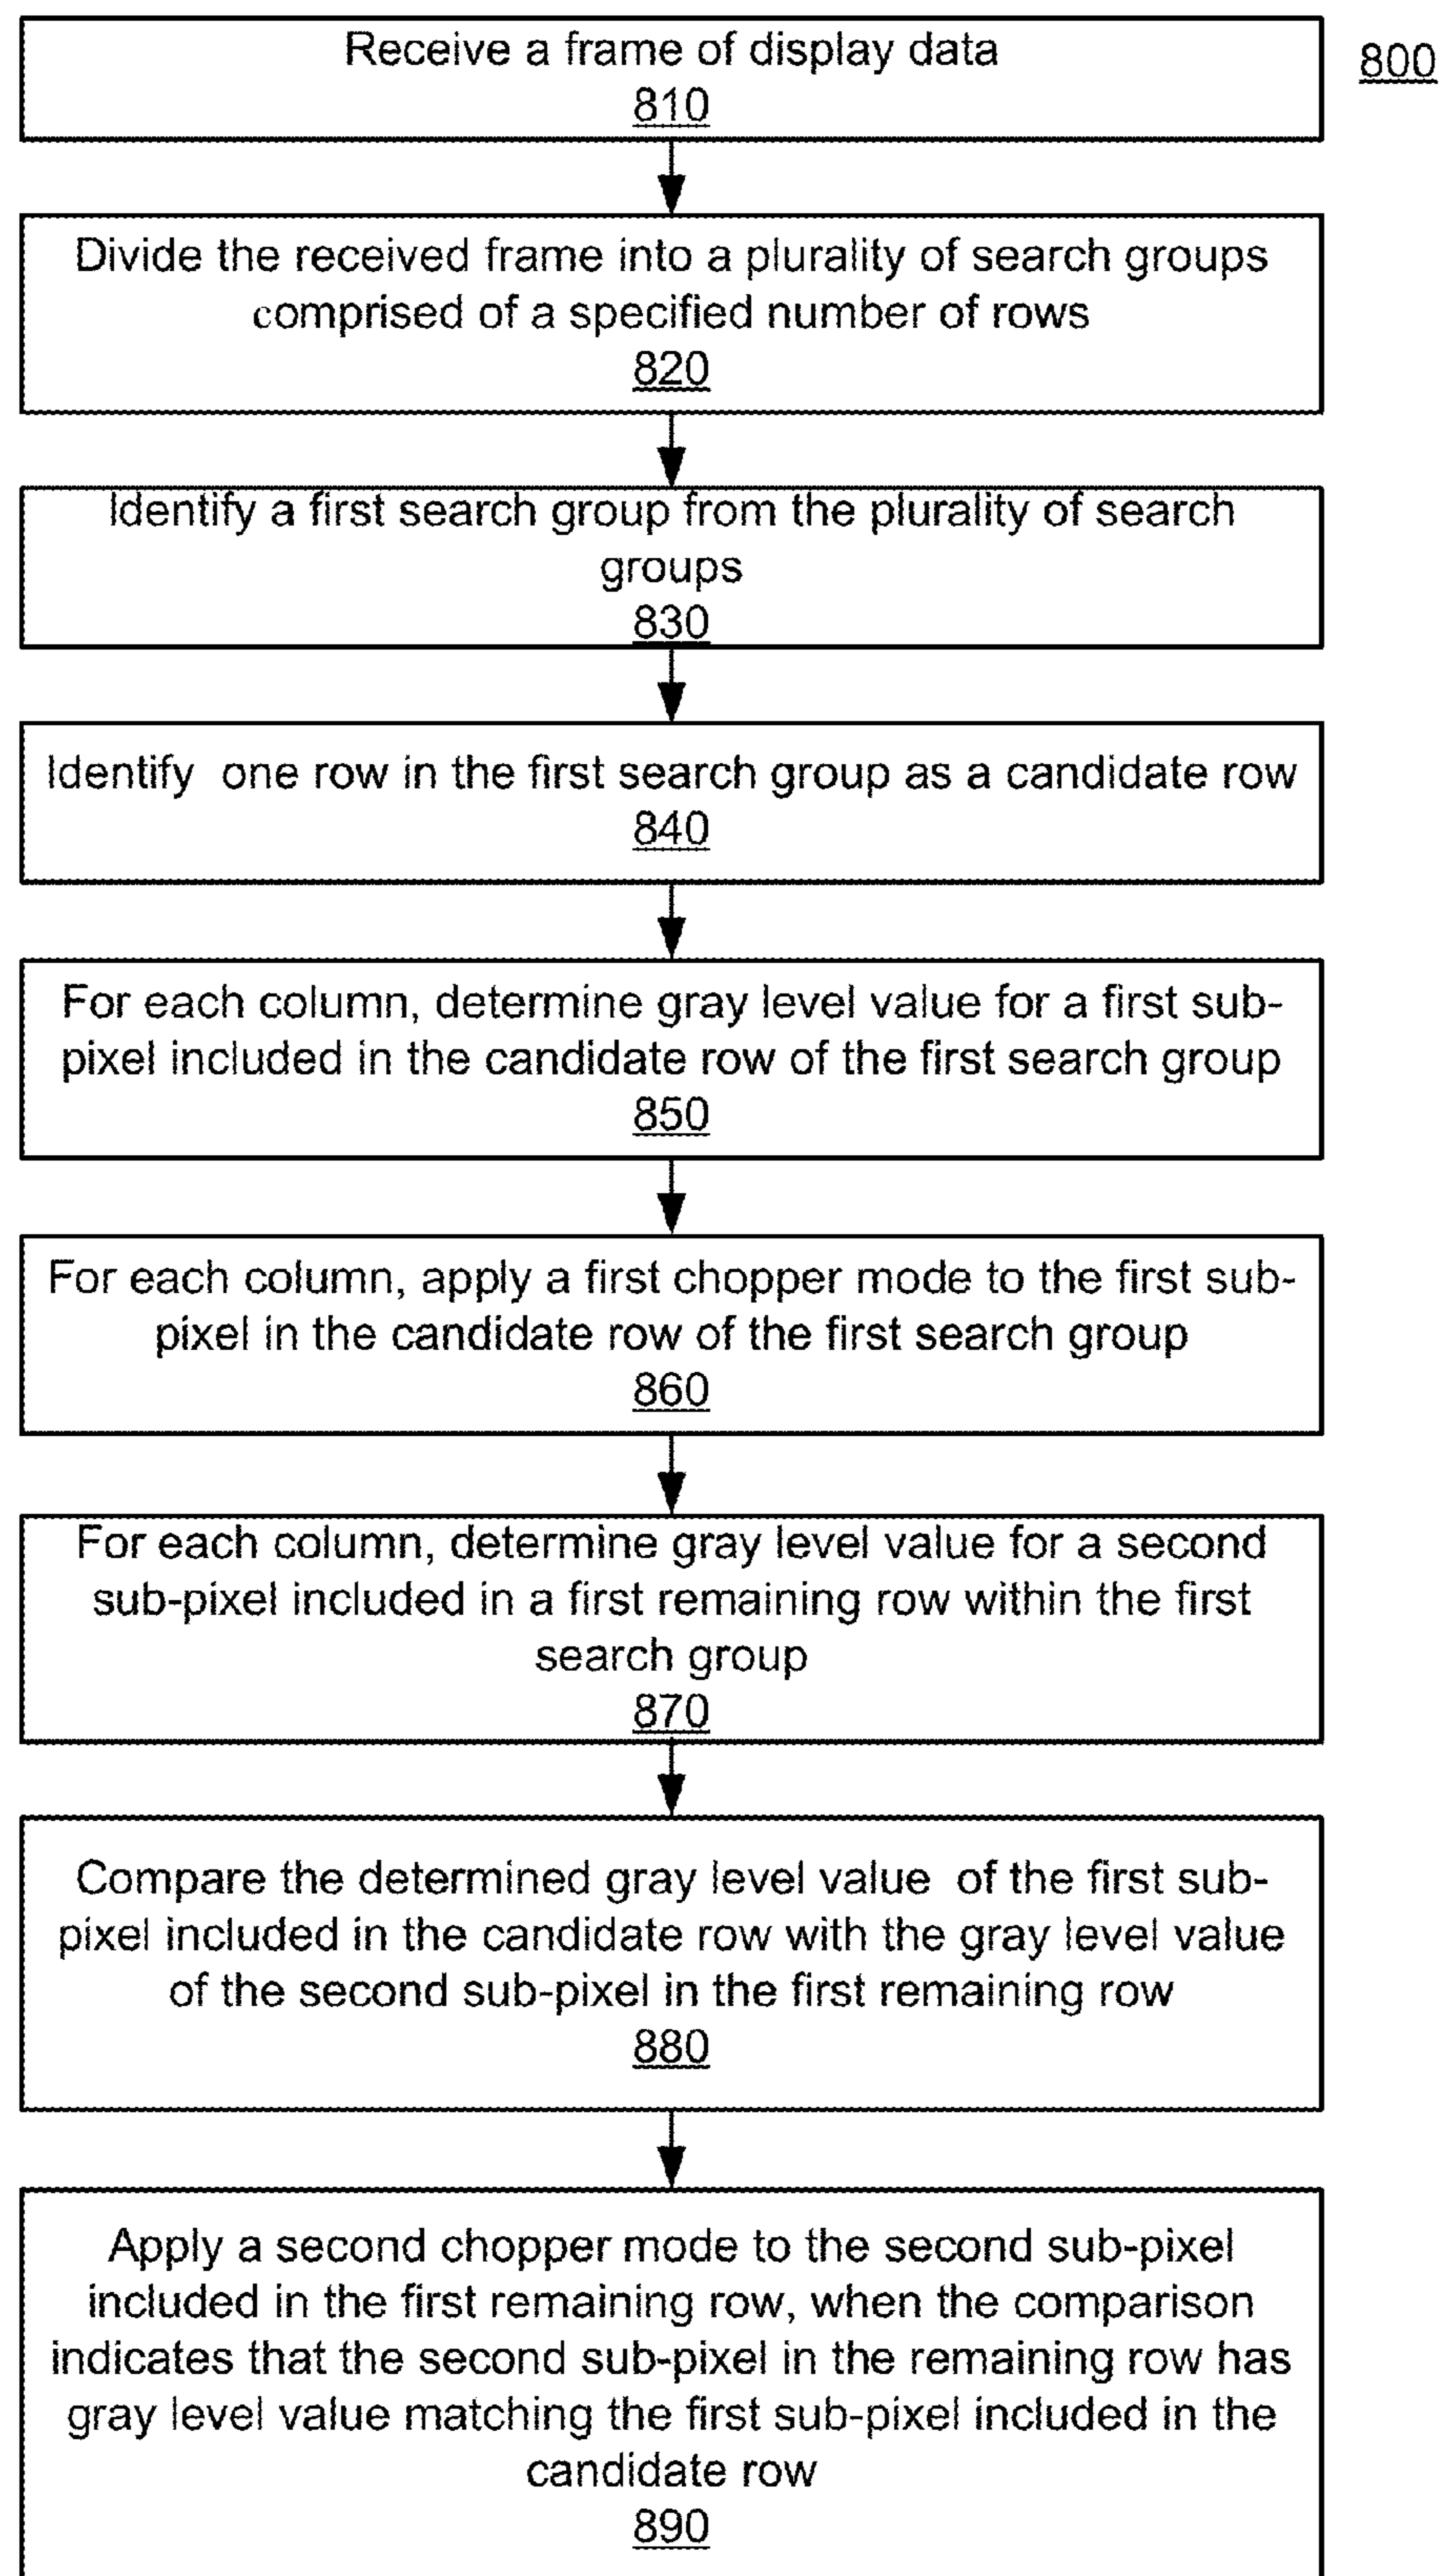 Receive a frame of display data
800
810
Divide the received frame into a plurality of search groups
comprised of a specified number of rows
820
Identify a first search group from the plurality of search
groups
830
Identify  one row in the first search group as a candidate row
840
For each column, determine gray level value for a first sub-
pixel included in the candidate row of the first search group
850
For each column, apply a first chopper mode to the first sub-
pixel in the candidate row of the first search group
860
For each column, determine gray level value for a second
sub-pixel included in a first remaining row within the first
search group
870
Compare the determined gray level value  of the first sub-
pixel included in the candidate row with the gray level value
of the second sub-pixel in the first remaining row
880
Apply a second chopper mode to the second sub-pixel
included in the first remaining row, when the comparison
indicates that the second sub-pixel in the remaining row has
gray level value matching the first sub-pixel included in the
candidate row
890